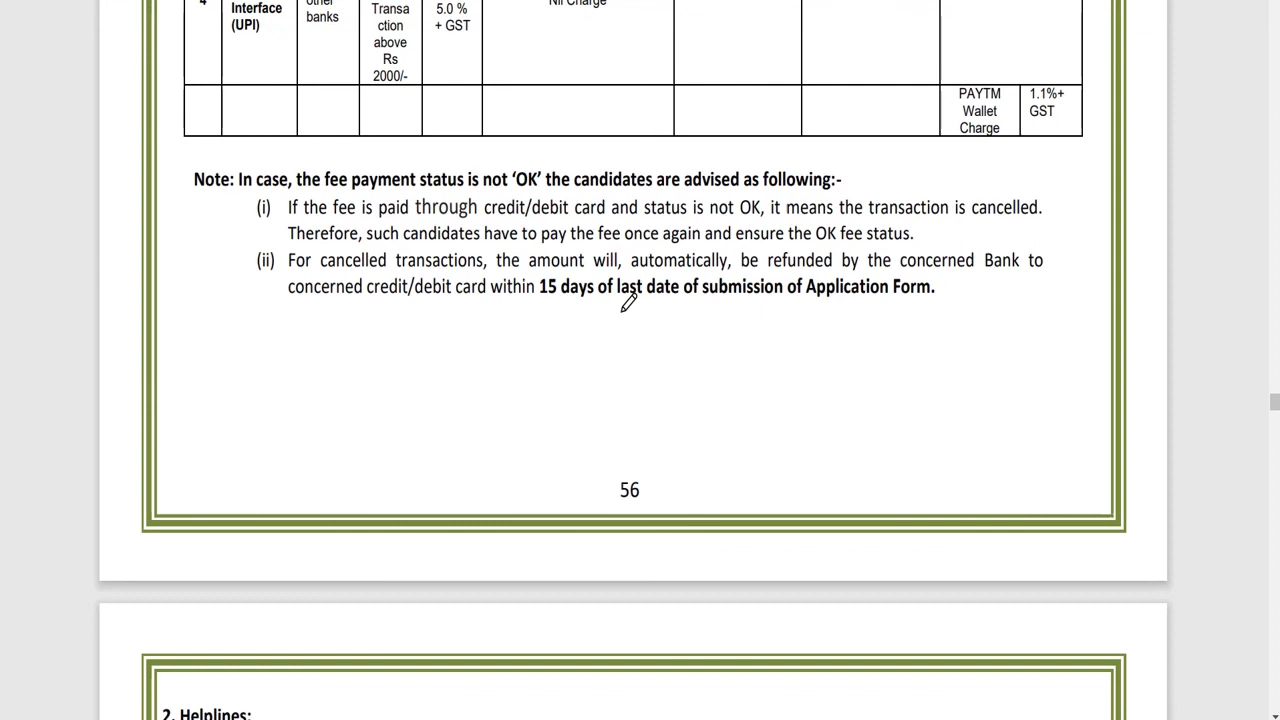 4 Interface other Transa 5.0 % Nil Charge
(UPI) banks ction + GST
above
Rs
2000/-
PAYTM 1.1%+
Wallet GST
Charge
Note: In case, the fee payment status is not ‘OK’ the candidates are advised as following:-
(i) If the fee is paid through credit/debit card and status is not OK, it means the transaction is cancelled.
Therefore, such candidates have to pay the fee once again and ensure the OK fee status.
(ii) For cancelled transactions, the amount will, automatically, be refunded by the concerned Bank to
concerned credit/debit card within 15 days of last date of submission of Application Form.
56
2. Helplines: